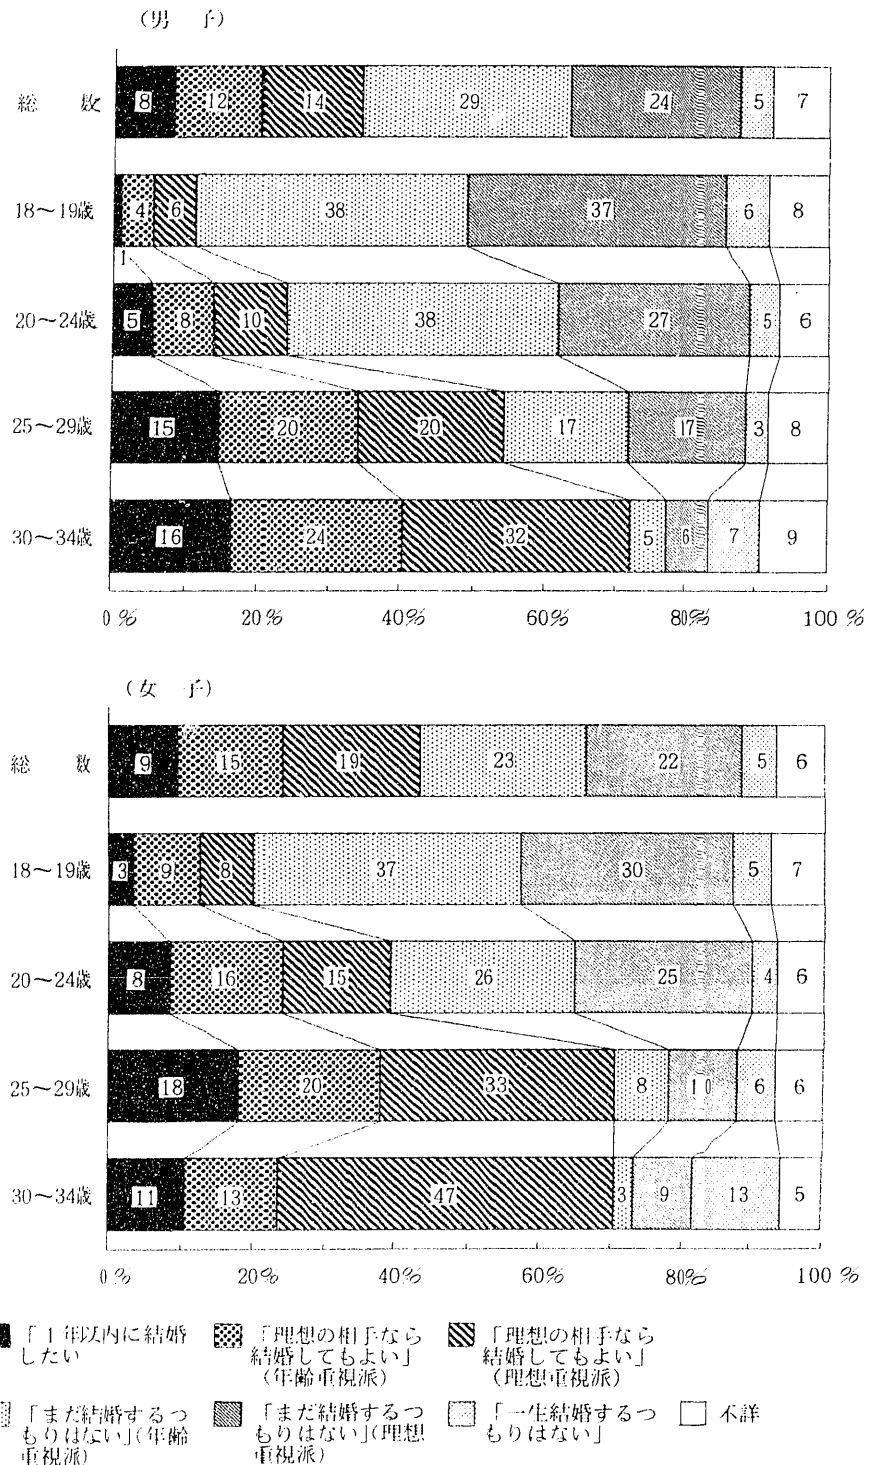 (男 子)
総 数 8 12 14 29 24 5 7
18〜19歳 4 6 38 37 6 8
1
20〜24歳 5 8 10 38 27 5 6
25〜29歳 15 20 20 17 17 3 8
30〜34歳 16 24 32 5 6 7 9
0% 20% 40% 60% 80% 100%
(女 子)
総 数 9 15 19 23 22 5 6
18〜19歳 3 9 8 37 30 5 7
20〜24歳 8 16 15 26 25 4 6
25〜29歳 18 20 33 8 10 6 6
30〜34歳 11 13 47 3 9 13 5
0% 20% 40% 60% 80% 100%
「1年以内に結婚
したい
「理想の相手なら
結婚してもよい」
(年齢重視派)
「理想の相手なら
結婚してもよい」
(理想重視派)
「まだ結婚するつ
もりはない」(年齢
重視派)
「まだ結婚するつ
もりはない」(理想
重視派)
「一生結婚するつ
もりはない」
不詳